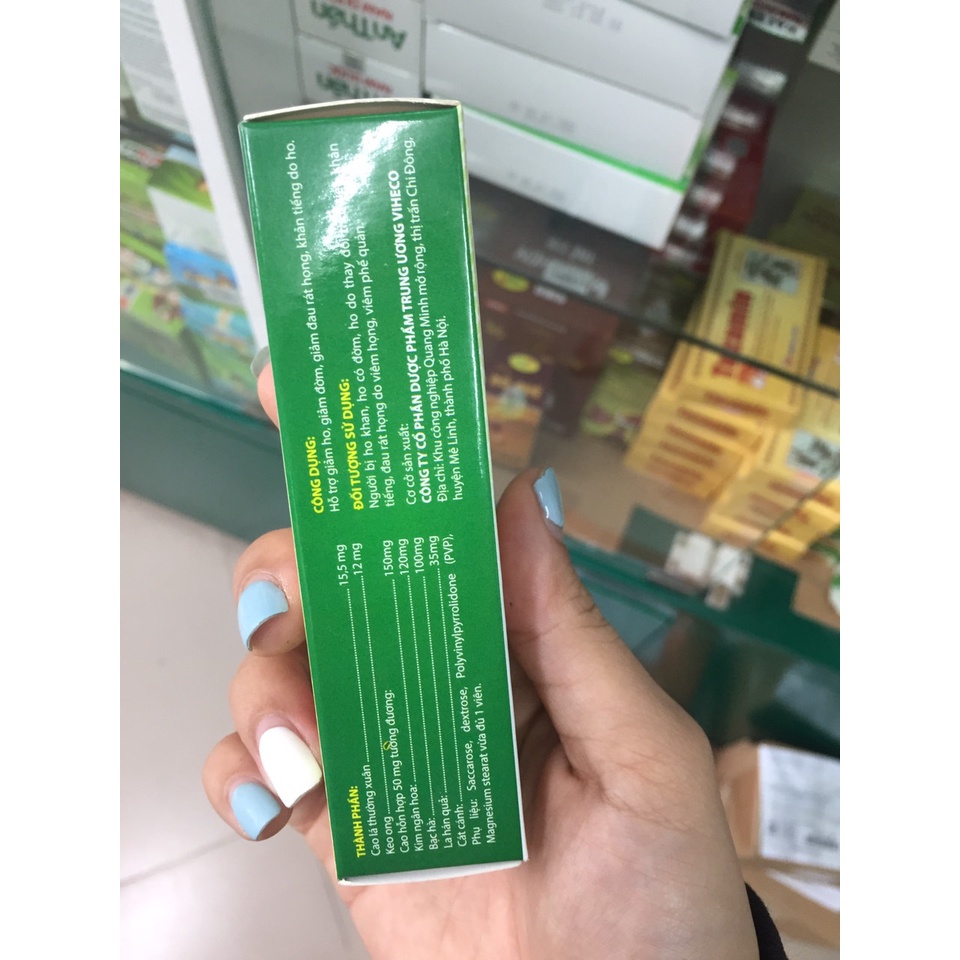 THÀNH PHẦN:
Cao lá thường xuân ........ 15,5 mg
Keo ong ........ 12 mg
Cao hỗn hợp 50 mg tương đương:
Kim ngân hoa: ........ 150mg
Bạc hà: ........ 120mg
La hán quả: ........ 100mg
Cát cánh: ........ 35mg
Phụ liệu: Saccarose, dextrose, Polyvinylpyrrolidone (PVP),
Magnesium stearat vừa đủ 1 viên.
CÔNG DỤNG:
Hỗ trợ giảm ho, giảm đờm, giảm đau rát họng, khản tiếng do ho.
ĐỐI TƯỢNG SỬ DỤNG:
Người bị ho khan, ho có đờm, ho do thay đổi khản
tiếng, đau rát họng do viêm họng, viêm phế quản.
Cơ cở sản xuất:
CÔNG TY CỔ PHẦN DƯỢC PHẨM TRUNG ƯƠNG VIHECO
Địa chỉ: Khu công nghiệp Quang Minh mở rộng, thị trấn Chi Đông,
huyện Mê Linh, thành phố Hà Nội.
An Thần
An Thần